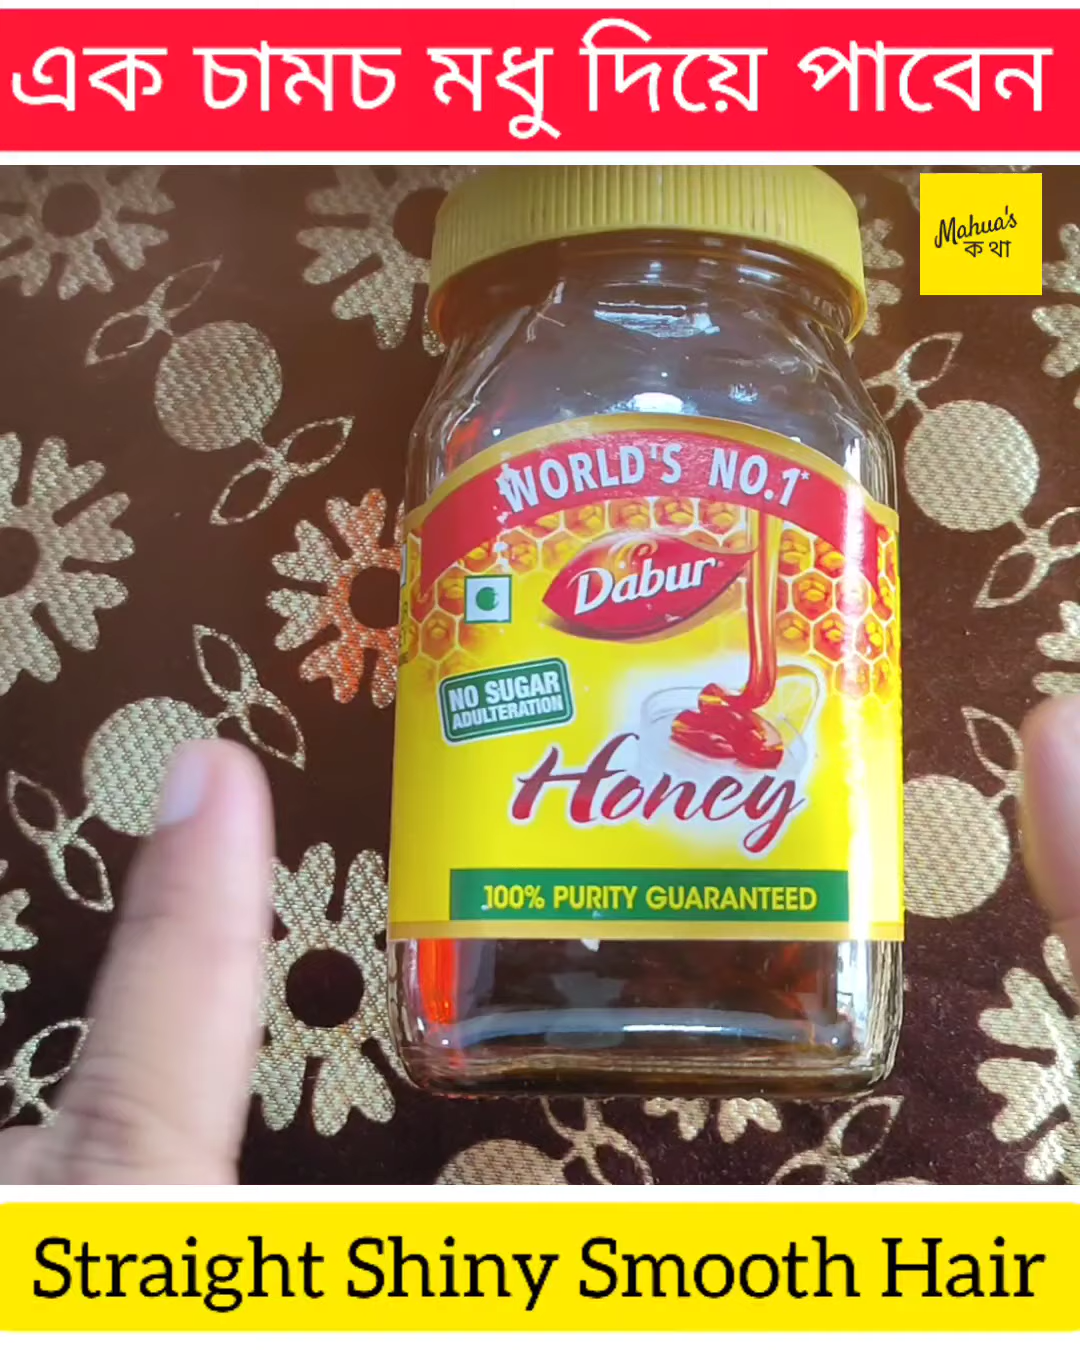 এক চামচ মধু দিয়ে পাবেন
Mahua's
কথা
WORLD'S NO.1*
Dabur
NO SUGAR
ADULTERATION
Honey
100% PURITY GUARANTEED
Straight Shiny Smooth Hair